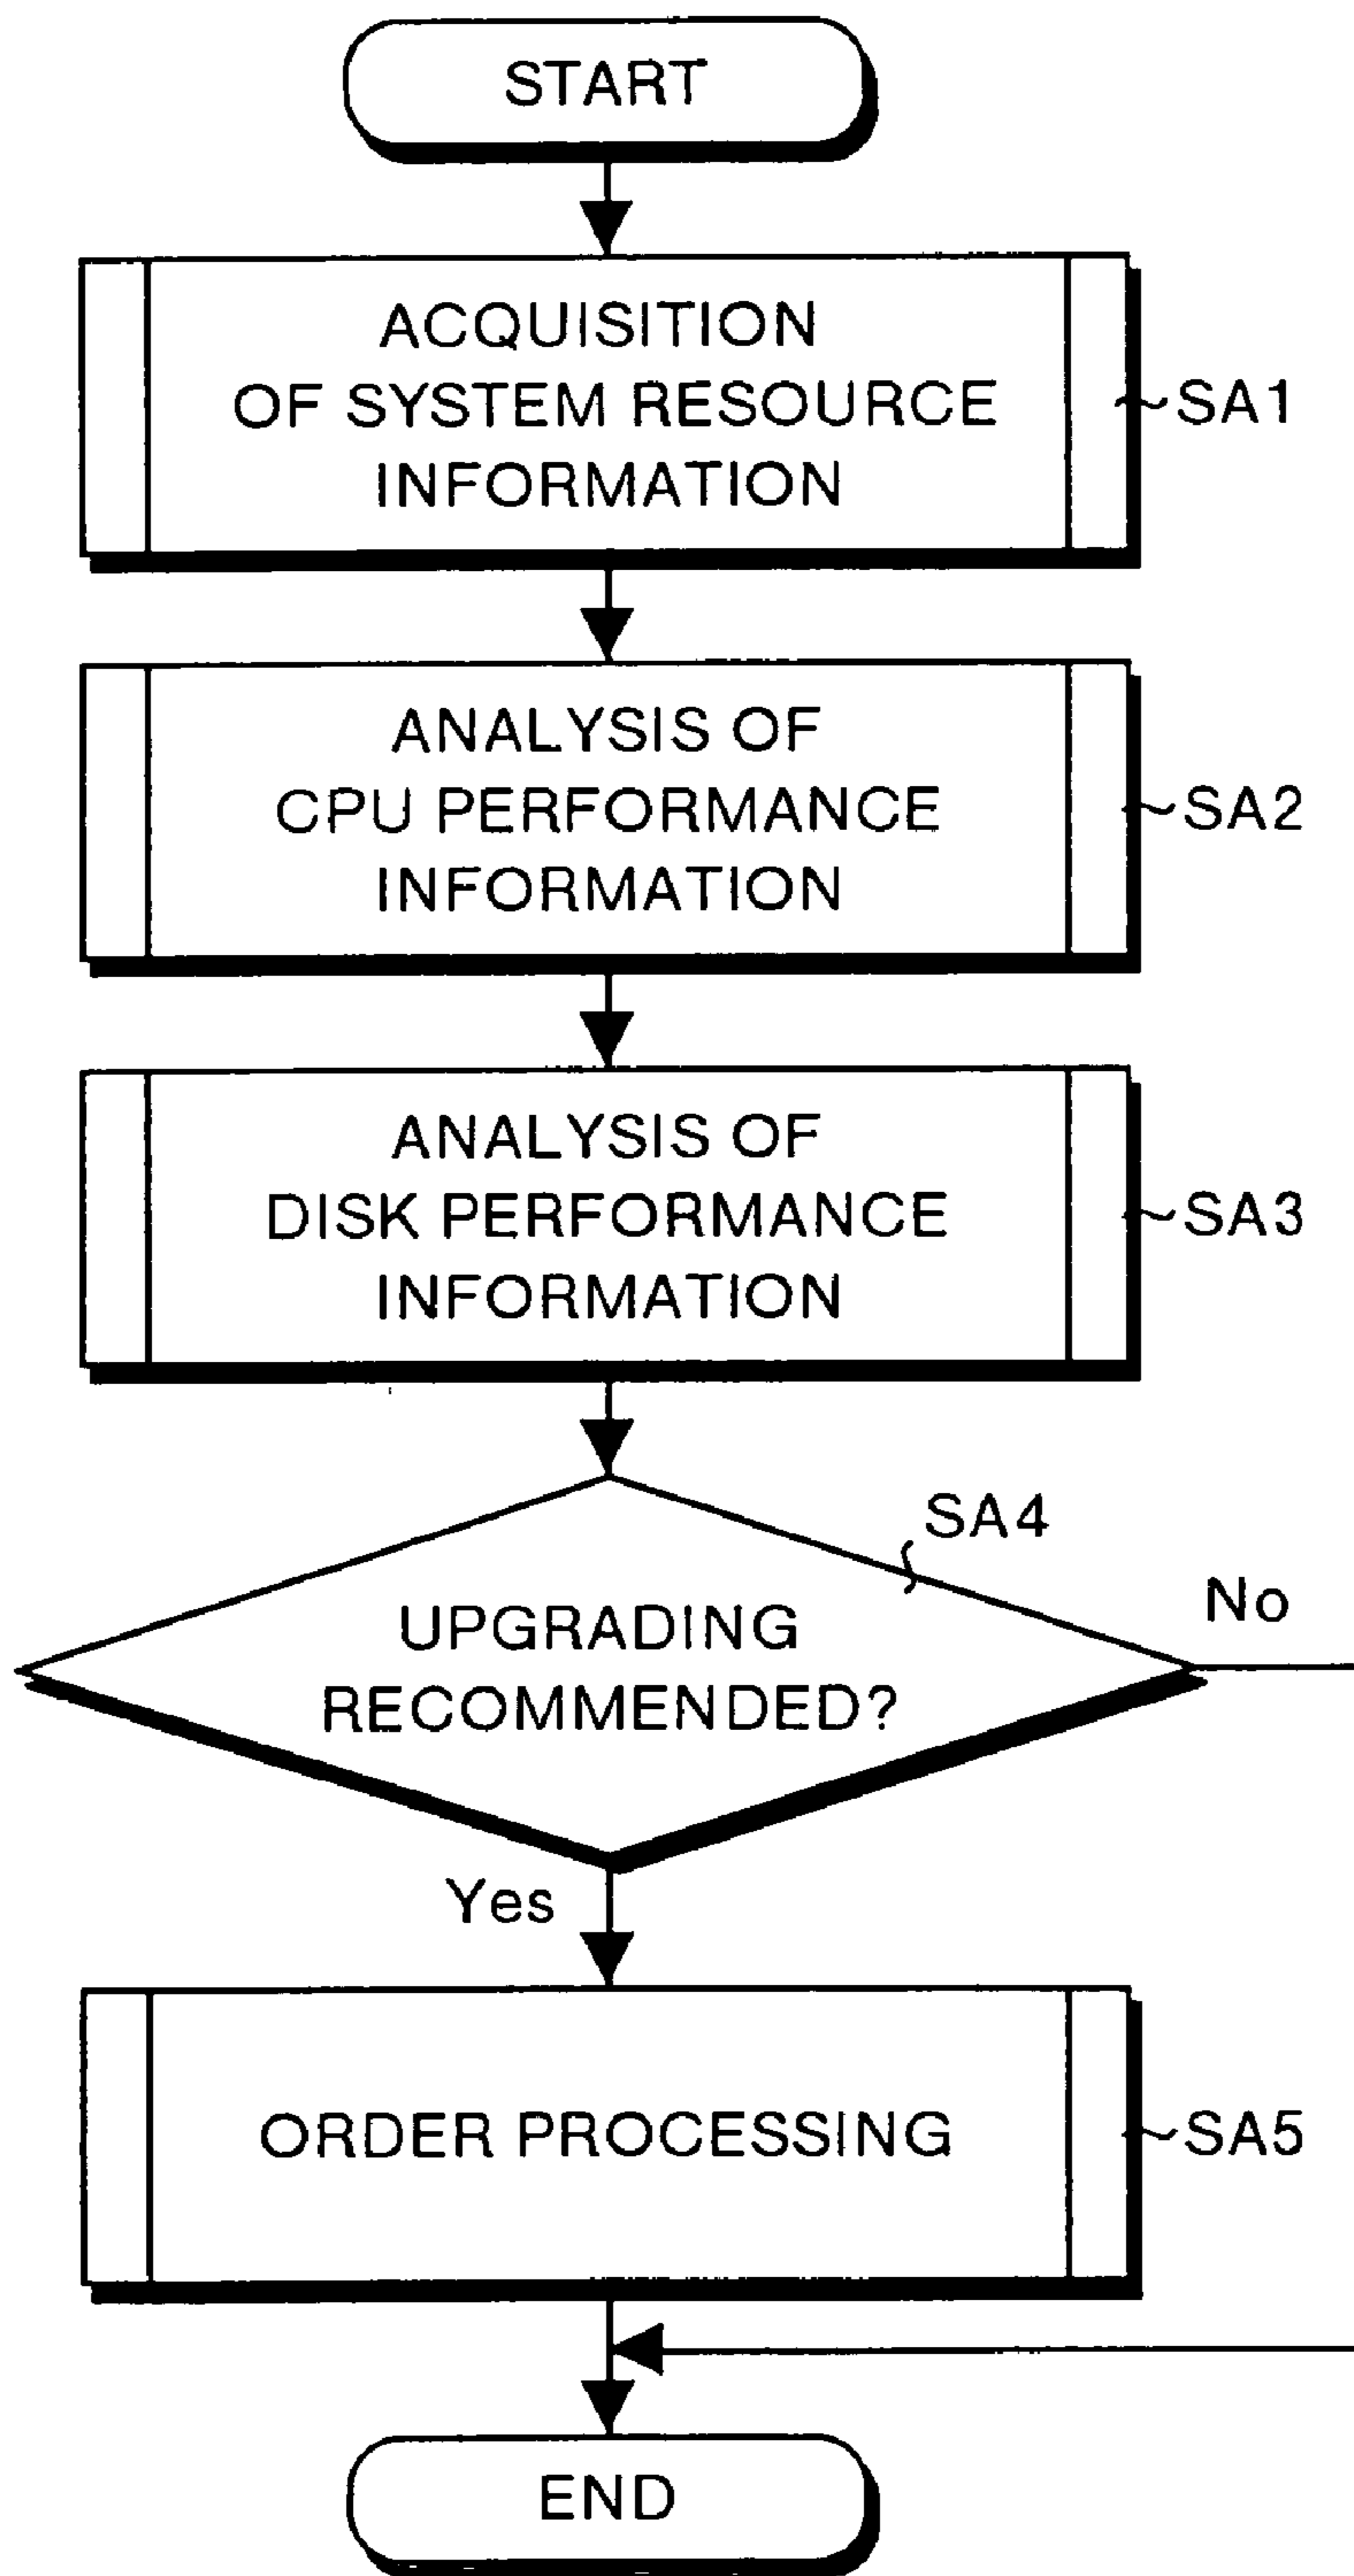 START
ACQUISITION
OF SYSTEM RESOURCE
INFORMATION
SA1
ANALYSIS OF
CPU PERFORMANCE
INFORMATION
SA2
ANALYSIS OF
DISK PERFORMANCE
INFORMATION
SA3
SA4
No
UPGRADING
RECOMMENDED?
Yes
ORDER PROCESSING
SA5
END